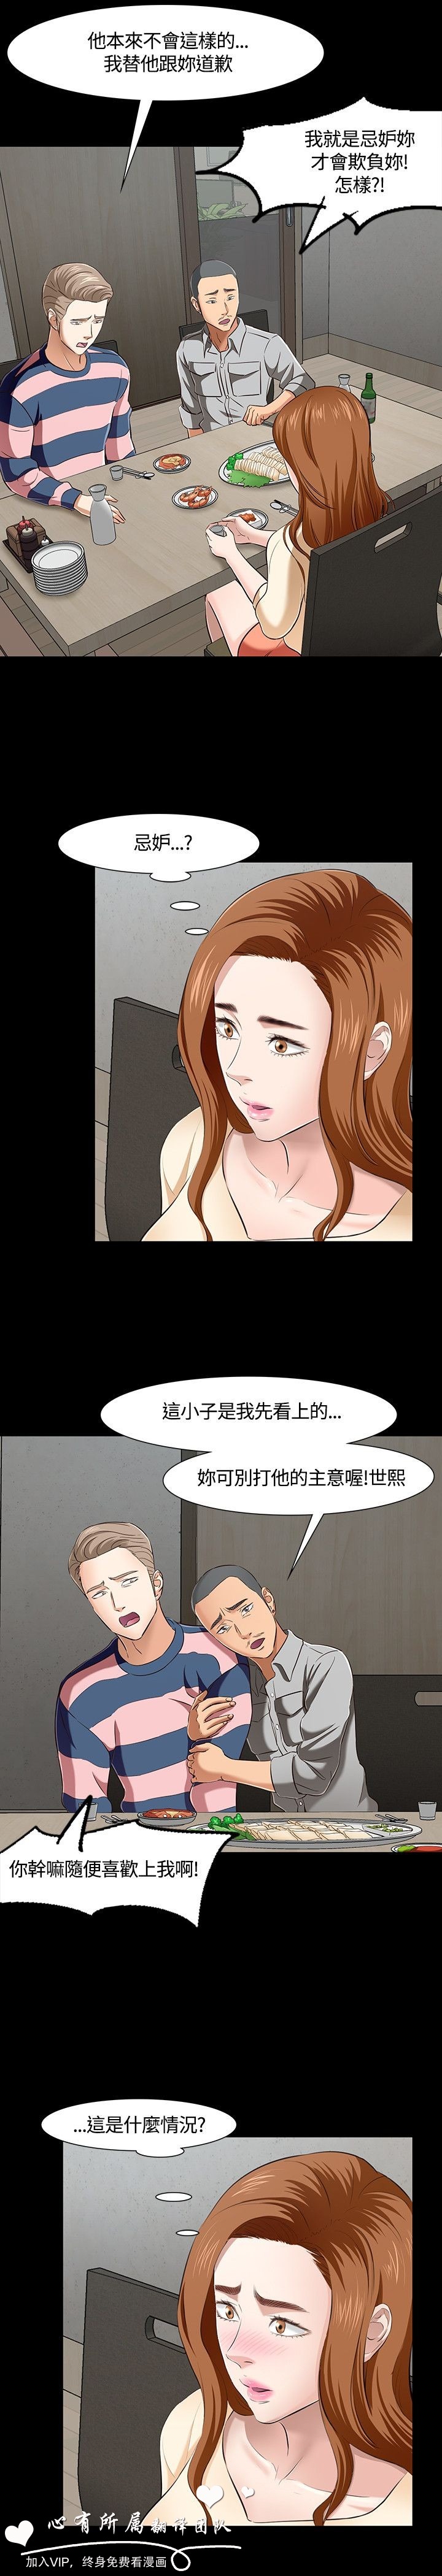 他本來不會這樣的...
我替他跟妳道歉
我就是忌妒妳
才會欺負妳!
怎樣?!
忌妒...?
這小子是我先看上的...
妳可別打他的主意喔!世熙
你幹嘛隨便喜歡上我啊!
...這是什麼情況?
心有所属翻译团队
加入VIP，终身免费看漫画